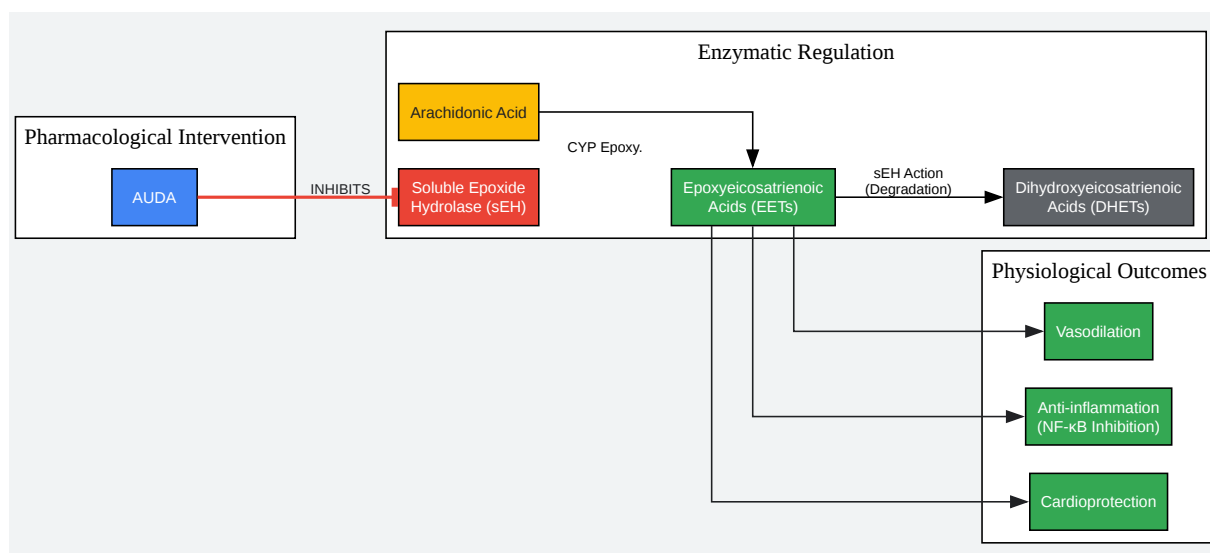 Enzymatic Regulation
Arachidonic Acid
Pharmacological Intervention
CYP Epoxy.
AUDA
INHIBITS
Soluble Epoxide
Hydrolase (sEH)
Epoxyeicosatrienoic
Acids (EETs)
sEH Action
(Degradation)
Dihydroxyeicosatrienoic
Acids (DHETs)
Physiological Outcomes
Vasodilation
Anti-inflammation
(NF-κB Inhibition)
Cardioprotection